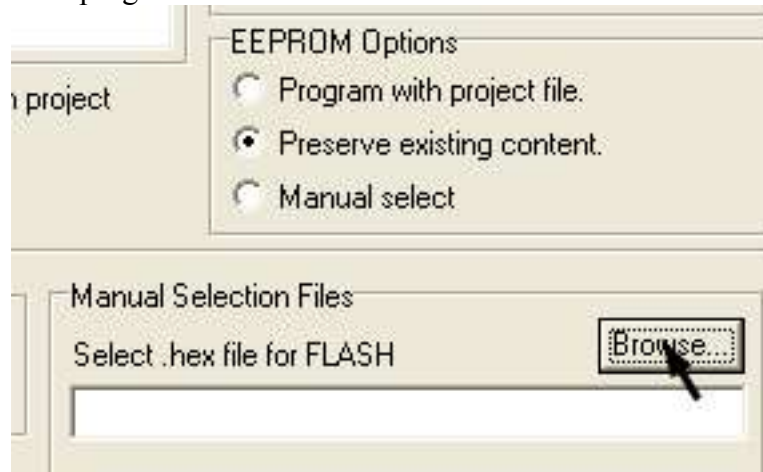 EEPROM Options
Program with project file.
project
Preserve existing content.
Manual select
Manual Selection Files
Select .hex file for FLASH
Browse...